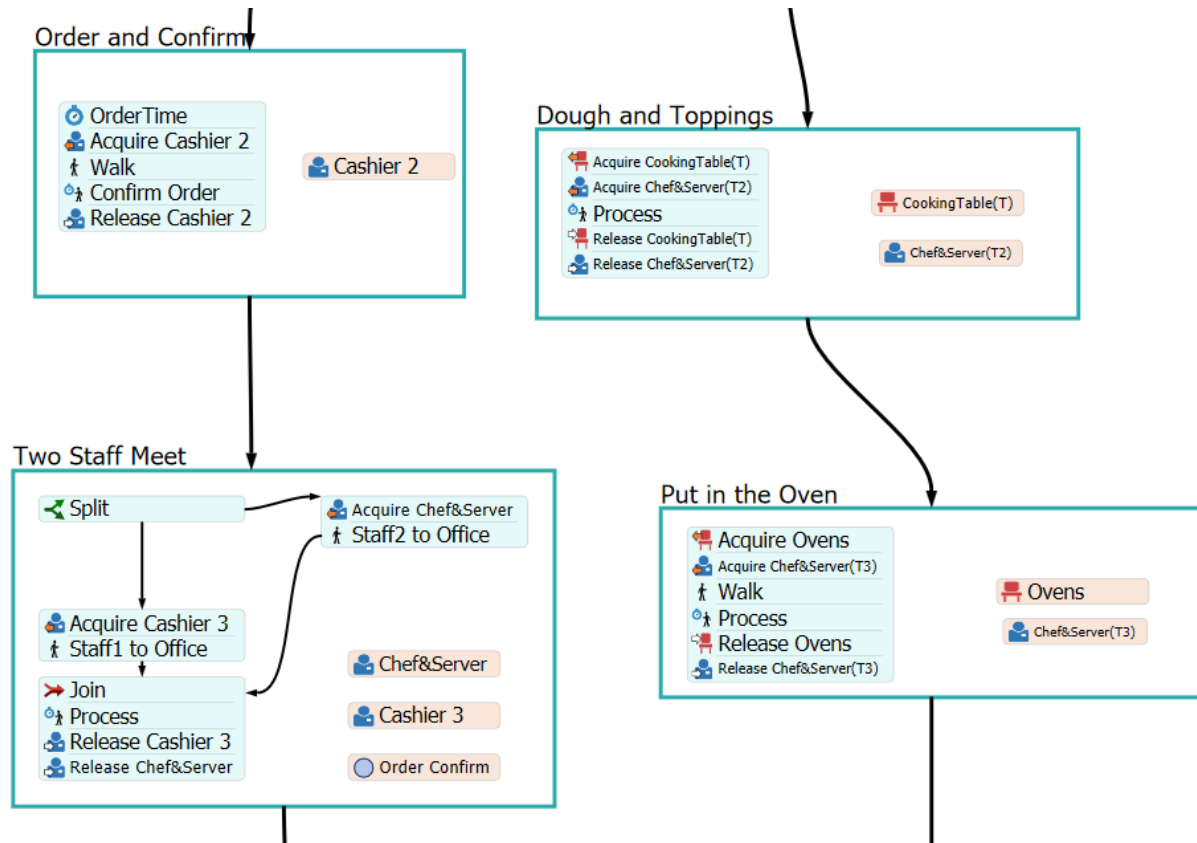 Order and Confirm
OrderTime
Acquire Cashier 2
Walk
Confirm Order
Release Cashier 2
Cashier 2
Two Staff Meet
Split
Acquire Chef&Server
Staff2 to Office
Acquire Cashier 3
Staff1 to Office
Join
Process
Release Cashier 3
Release Chef&Server
Chef&Server
Cashier 3
Order Confirm
Dough and Toppings
Acquire CookingTable(T)
Acquire Chef&Server(T2)
Process
Release CookingTable(T)
Release Chef&Server(T2)
CookingTable(T)
Chef&Server(T2)
Put in the Oven
Acquire Ovens
Acquire Chef&Server(T3)
Walk
Process
Release Ovens
Release Chef&Server(T3)
Ovens
Chef&Server(T3)